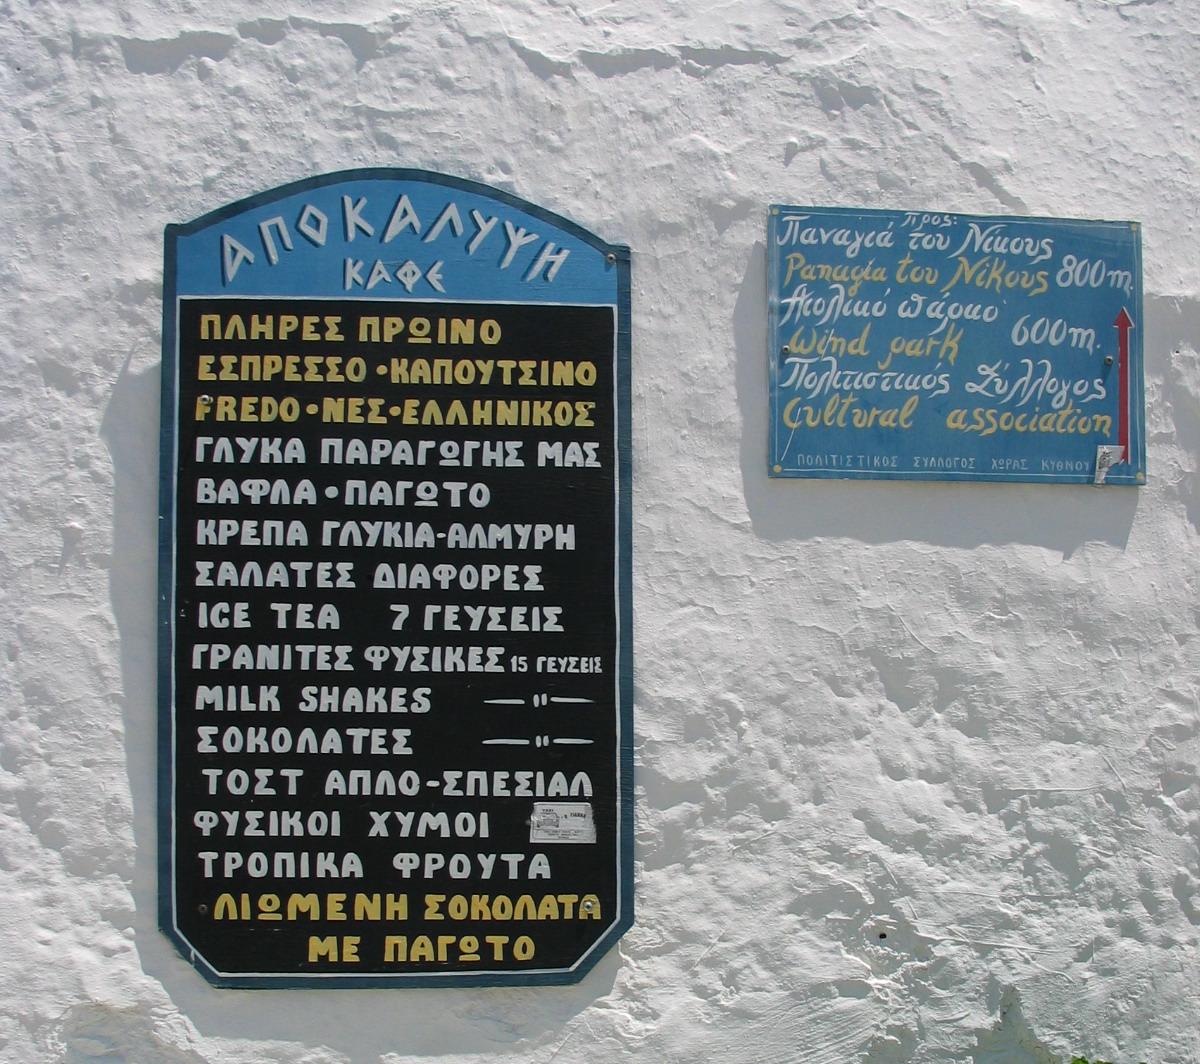 ΑΠΟΚΑΛΥΨΗ
ΚΑΦΕ
ΠΛΗΡΕΣ ΠΡΩΙΝΟ
ΕΣΠΡΕΣΣΟ • ΚΑΠΟΥΤΣΙΝΟ
FREDO • ΝΕΣ • ΕΛΛΗΝΙΚΟΣ
ΓΛΥΚΑ ΠΑΡΑΓΩΓΗΣ ΜΑΣ
ΒΑΦΛΑ • ΠΑΓΩΤΟ
ΚΡΕΠΑ ΓΛΥΚΙΑ-ΑΛΜΥΡΗ
ΣΑΛΑΤΕΣ ΔΙΑΦΟΡΕΣ
ICE TEA 7 ΓΕΥΣΕΙΣ
ΓΡΑΝΙΤΕΣ ΦΥΣΙΚΕΣ 15 ΓΕΥΣΕΙΣ
MILK SHAKES —"—
ΣΟΚΟΛΑΤΕΣ —"—
ΤΟΣΤ ΑΠΛΟ-ΣΠΕΣΙΑΛ
ΦΥΣΙΚΟΙ ΧΥΜΟΙ
ΤΡΟΠΙΚΑ ΦΡΟΥΤΑ
ΛΙΩΜΕΝΗ ΣΟΚΟΛΑΤΑ
ΜΕ ΠΑΓΩΤΟ
Προς:
Παναγιά του Νίκους
Panagia tou Nikous 800m.
Αιολικό πάρκο
Wind park 600m.
Πολιτιστικός Σύλλογος
Cultural association
ΠΟΛΙΤΙΣΤΙΚΟΣ ΣΥΛΛΟΓΟΣ ΧΩΡΑΣ ΚΥΘΝΟΥ